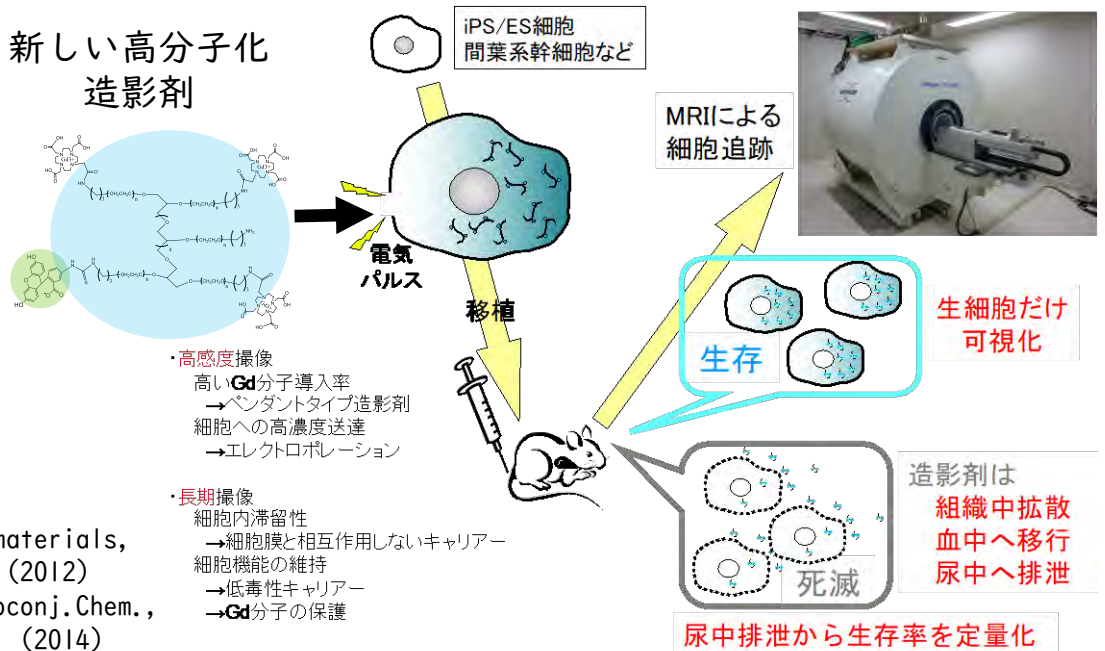 新しい高分子化
造影剤
iPS/ES細胞
間葉系幹細胞など
電気
パルス
移植
MRIによる
細胞追跡
生存
生細胞だけ
可視化
死滅
造影剤は
組織中拡散
血中へ移行
尿中へ排泄
尿中排泄から生存率を定量化
・高感度撮像
高いGd分子導入率
→ペンダントタイプ造影剤
細胞への高濃度送達
→エレクトロポレーション
・長期撮像
細胞内滞留性
→細胞膜と相互作用しないキャリアー
細胞機能の維持
→低毒性キャリアー
→Gd分子の保護
materials,
(2012)
oconj.Chem.,
(2014)